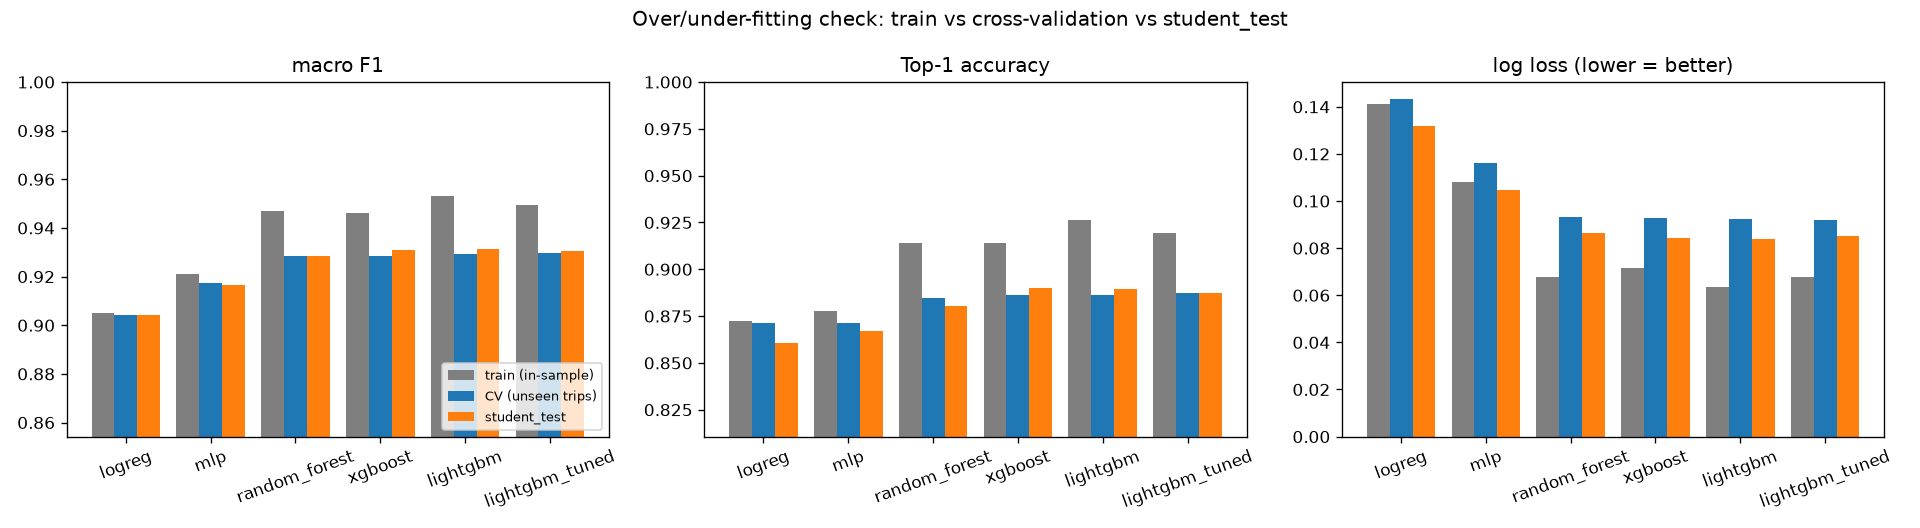 Over/under-fitting check: train vs cross-validation vs student_test
macro F1
1.00
0.98
0.96
0.94
0.92
0.90
0.88
0.86
train (in-sample)
CV (unseen trips)
student_test
logreg
mlp
random_forest
xgboost
lightgbm
lightgbm_tuned
Top-1 accuracy
1.000
0.975
0.950
0.925
0.900
0.875
0.850
0.825
logreg
mlp
random_forest
xgboost
lightgbm
lightgbm_tuned
log loss (lower = better)
0.14
0.12
0.10
0.08
0.06
0.04
0.02
0.00
logreg
mlp
random_forest
xgboost
lightgbm
lightgbm_tuned